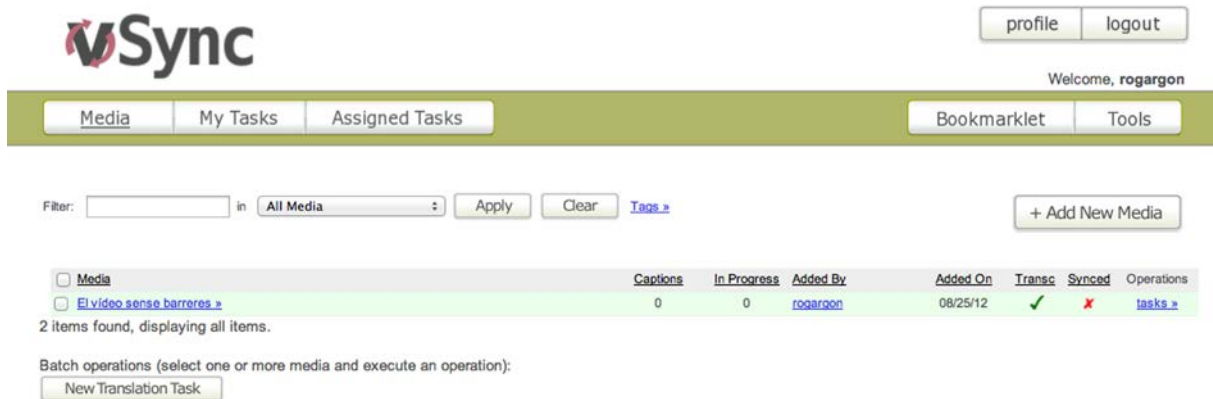 vSync
profile logout
Welcome, rogargon
Media My Tasks Assigned Tasks Bookmarklet Tools
Filter: in All Media Apply Clear Tags » + Add New Media
Media Captions In Progress Added By Added On Transc Synced Operations
El vídeo sense barreres » 0 0 rogargon 08/25/12 ✓ ✗ tasks »
2 items found, displaying all items.
Batch operations (select one or more media and execute an operation):
New Translation Task